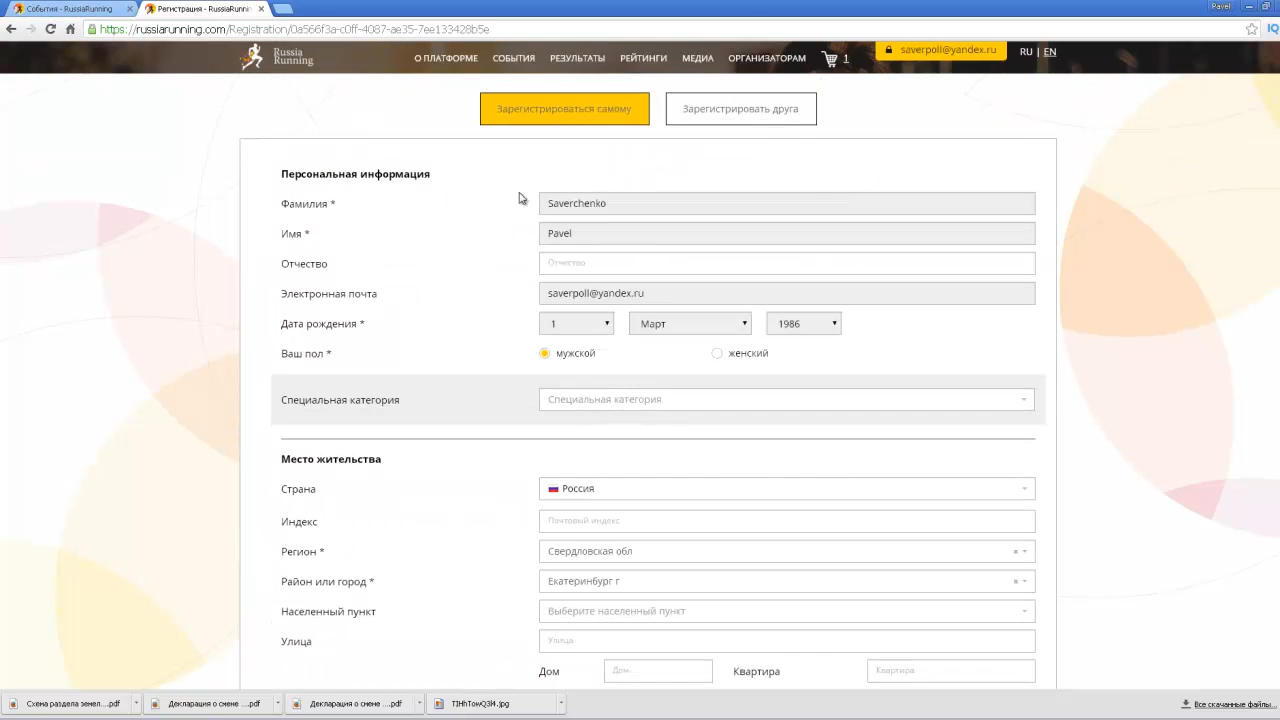 События - RussiaRunning
Регистрация - RussiaRunnin
Pavel
https://russiarunning.com/Registration/0a566f3a-c0ff-4087-ae35-7ee133428b5e
Russia
Running
О ПЛАТФОРМЕ СОБЫТИЯ РЕЗУЛЬТАТЫ РЕЙТИНГИ МЕДИА ОРГАНИЗАТОРАМ 1 saverpoll@yandex.ru RU | EN
Зарегистрироваться самому Зарегистрировать друга
Персональная информация
Фамилия * Saverchenko
Имя * Pavel
Отчество Отчество
Электронная почта saverpoll@yandex.ru
Дата рождения * 1 Март 1986
Ваш пол * мужской женский
Специальная категория Специальная категория
Место жительства
Страна Россия
Индекс Почтовый индекс
Регион * Свердловская обл
Район или город * Екатеринбург г
Населенный пункт Выберите населенный пункт
Улица Улица
Дом Дом... Квартира Квартира
Схема раздела земел....pdf Декларация о смене ....pdf Декларация о смене ....pdf TIHhTowQ3I4.jpg Все скачанные файлы...